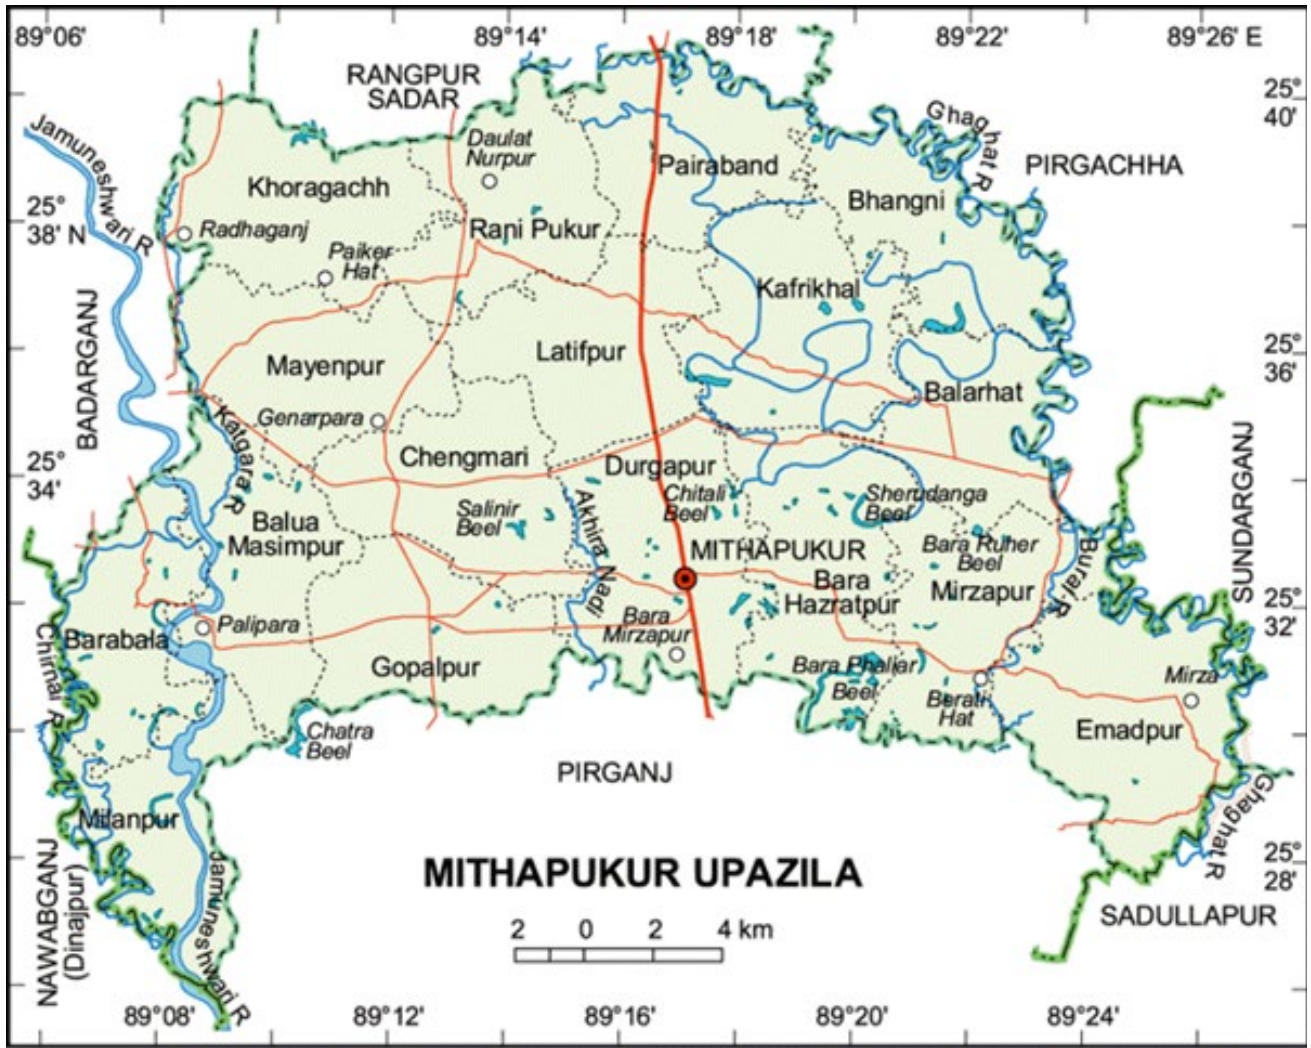 89°06'
89°14'
89°18'
89°22'
89°26' E
RANGPUR
SADAR
25°
40'
Jamuneshwari R
Daulat
Nurpur
Ghaghat R
Pairaband
PIRGACHHA
Khoragachh
Bhangni
25°
38' N
Radhaganj
Rani Pukur
Paiker
Hat
Kafrikhal
BADARGANJ
Mayenpur
Latifpur
25°
36'
Balarhat
Genarpara
Katgara R
Chengmari
Durgapur
25°
34'
SUNDARGANJ
Salinir
Beel
Akhira Nadi
Chitali
Beel
Sherudanga
Beel
Balua
Masimpur
MITHAPUKUR
Bara Ruher
Beel
Burai R
Bara
Hazratpur
Mirzapur
25°
32'
Chirnai R
Barabala
Palipara
Bara
Mirzapur
Gopalpur
Bara Phaliar
Beel
Berati
Hat
Mirza
Emadpur
Chatra
Beel
PIRGANJ
Ghaghat R
Milanpur
NAWABGANJ
(Dinajpur)
Jamuneshwari R
MITHAPUKUR UPAZILA
25°
28'
SADULLAPUR
2 0 2 4 km
89°08'
89°12'
89°16'
89°20'
89°24'